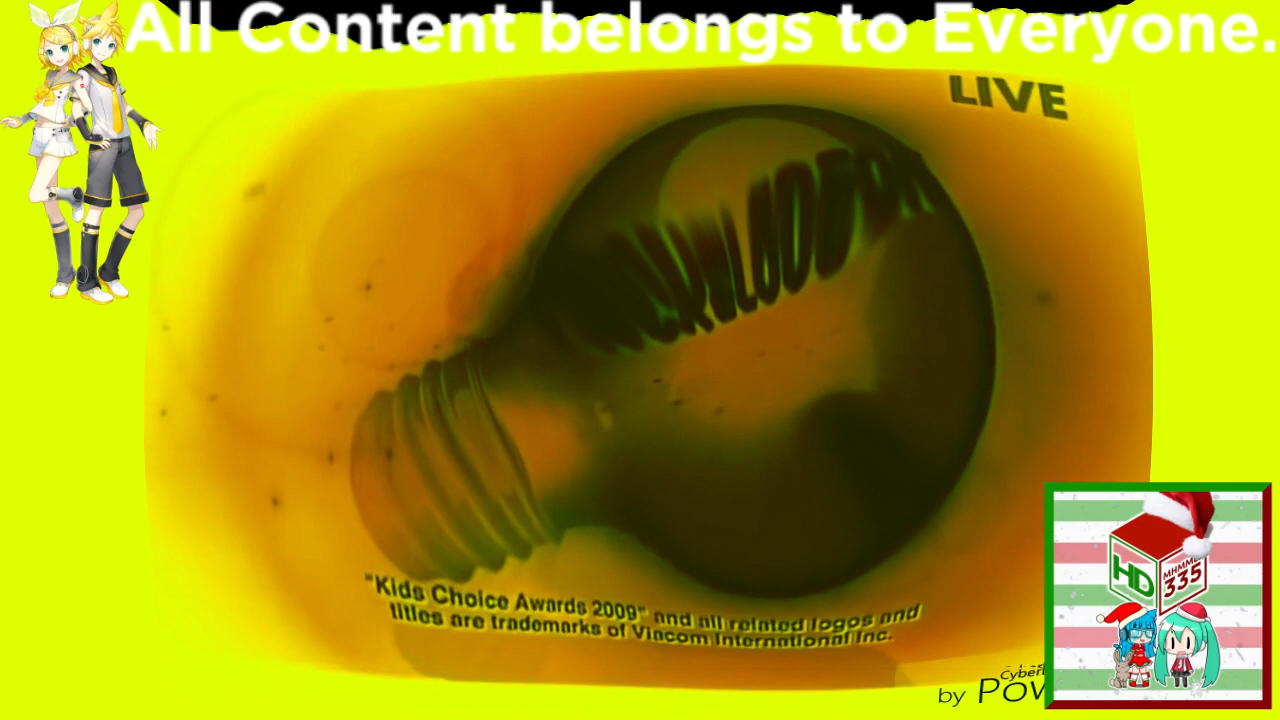 All Content belongs to Everyone.
LIVE
"Kids Choice Awards 2009" and all related logos and
titles are trademarks of Viacom International Inc.
HD
MHMMM
335
by